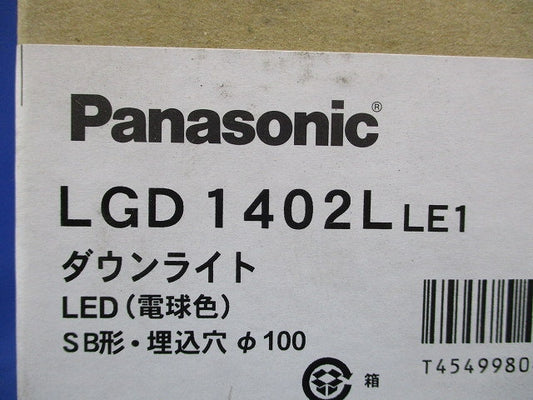 Panasonic®
LGD 1402L LE1
ダウンライト
LED(電球色)
SB形・埋込穴 φ100
箱
T4549980